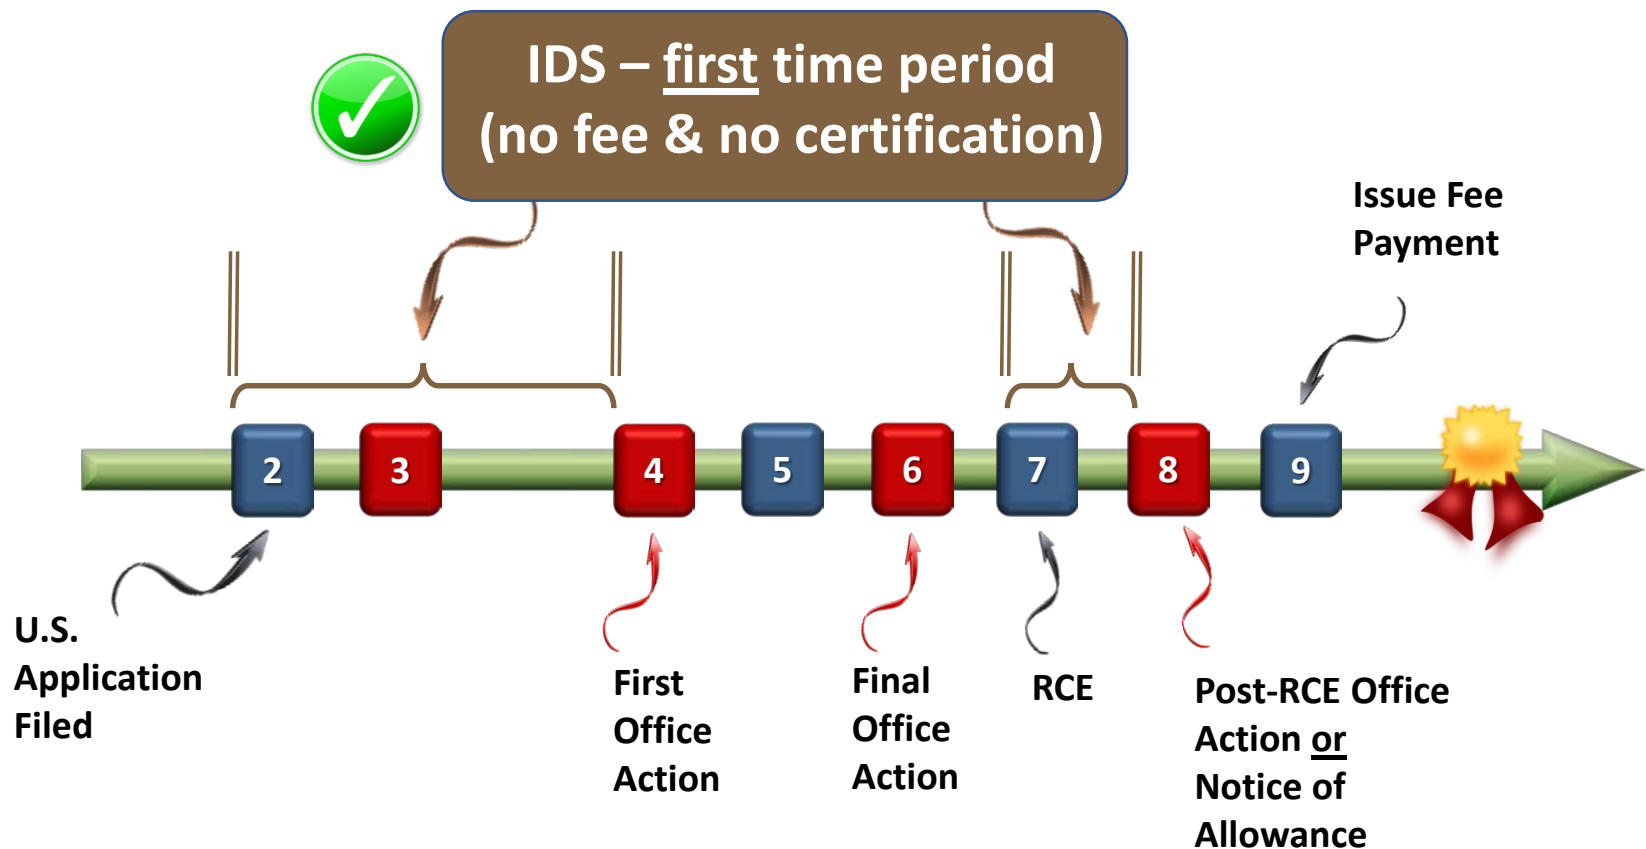 IDS – first time period
(no fee & no certification)
Issue Fee
Payment
2
3
4
5
6
7
8
9
U.S.
Application
Filed
First
Office
Action
Final
Office
Action
RCE
Post-RCE Office
Action or
Notice of
Allowance